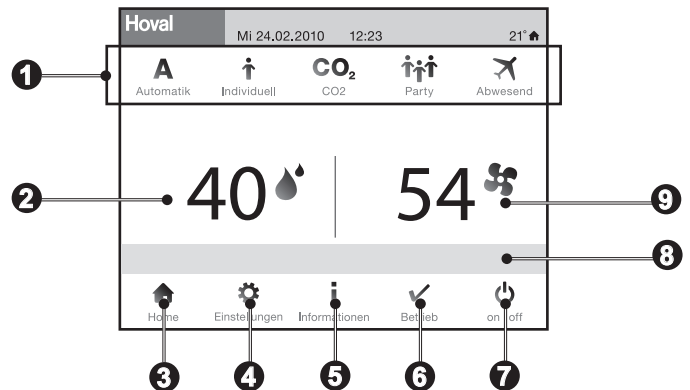 Hoval
Mi 24.02.2010 12:23 21°
1
A
Automatik
Individuell
CO₂
CO2
Party
Abwesend
2
40
54
9
8
Home
Einstellungen
Informationen
Betrieb
on off
3
4
5
6
7